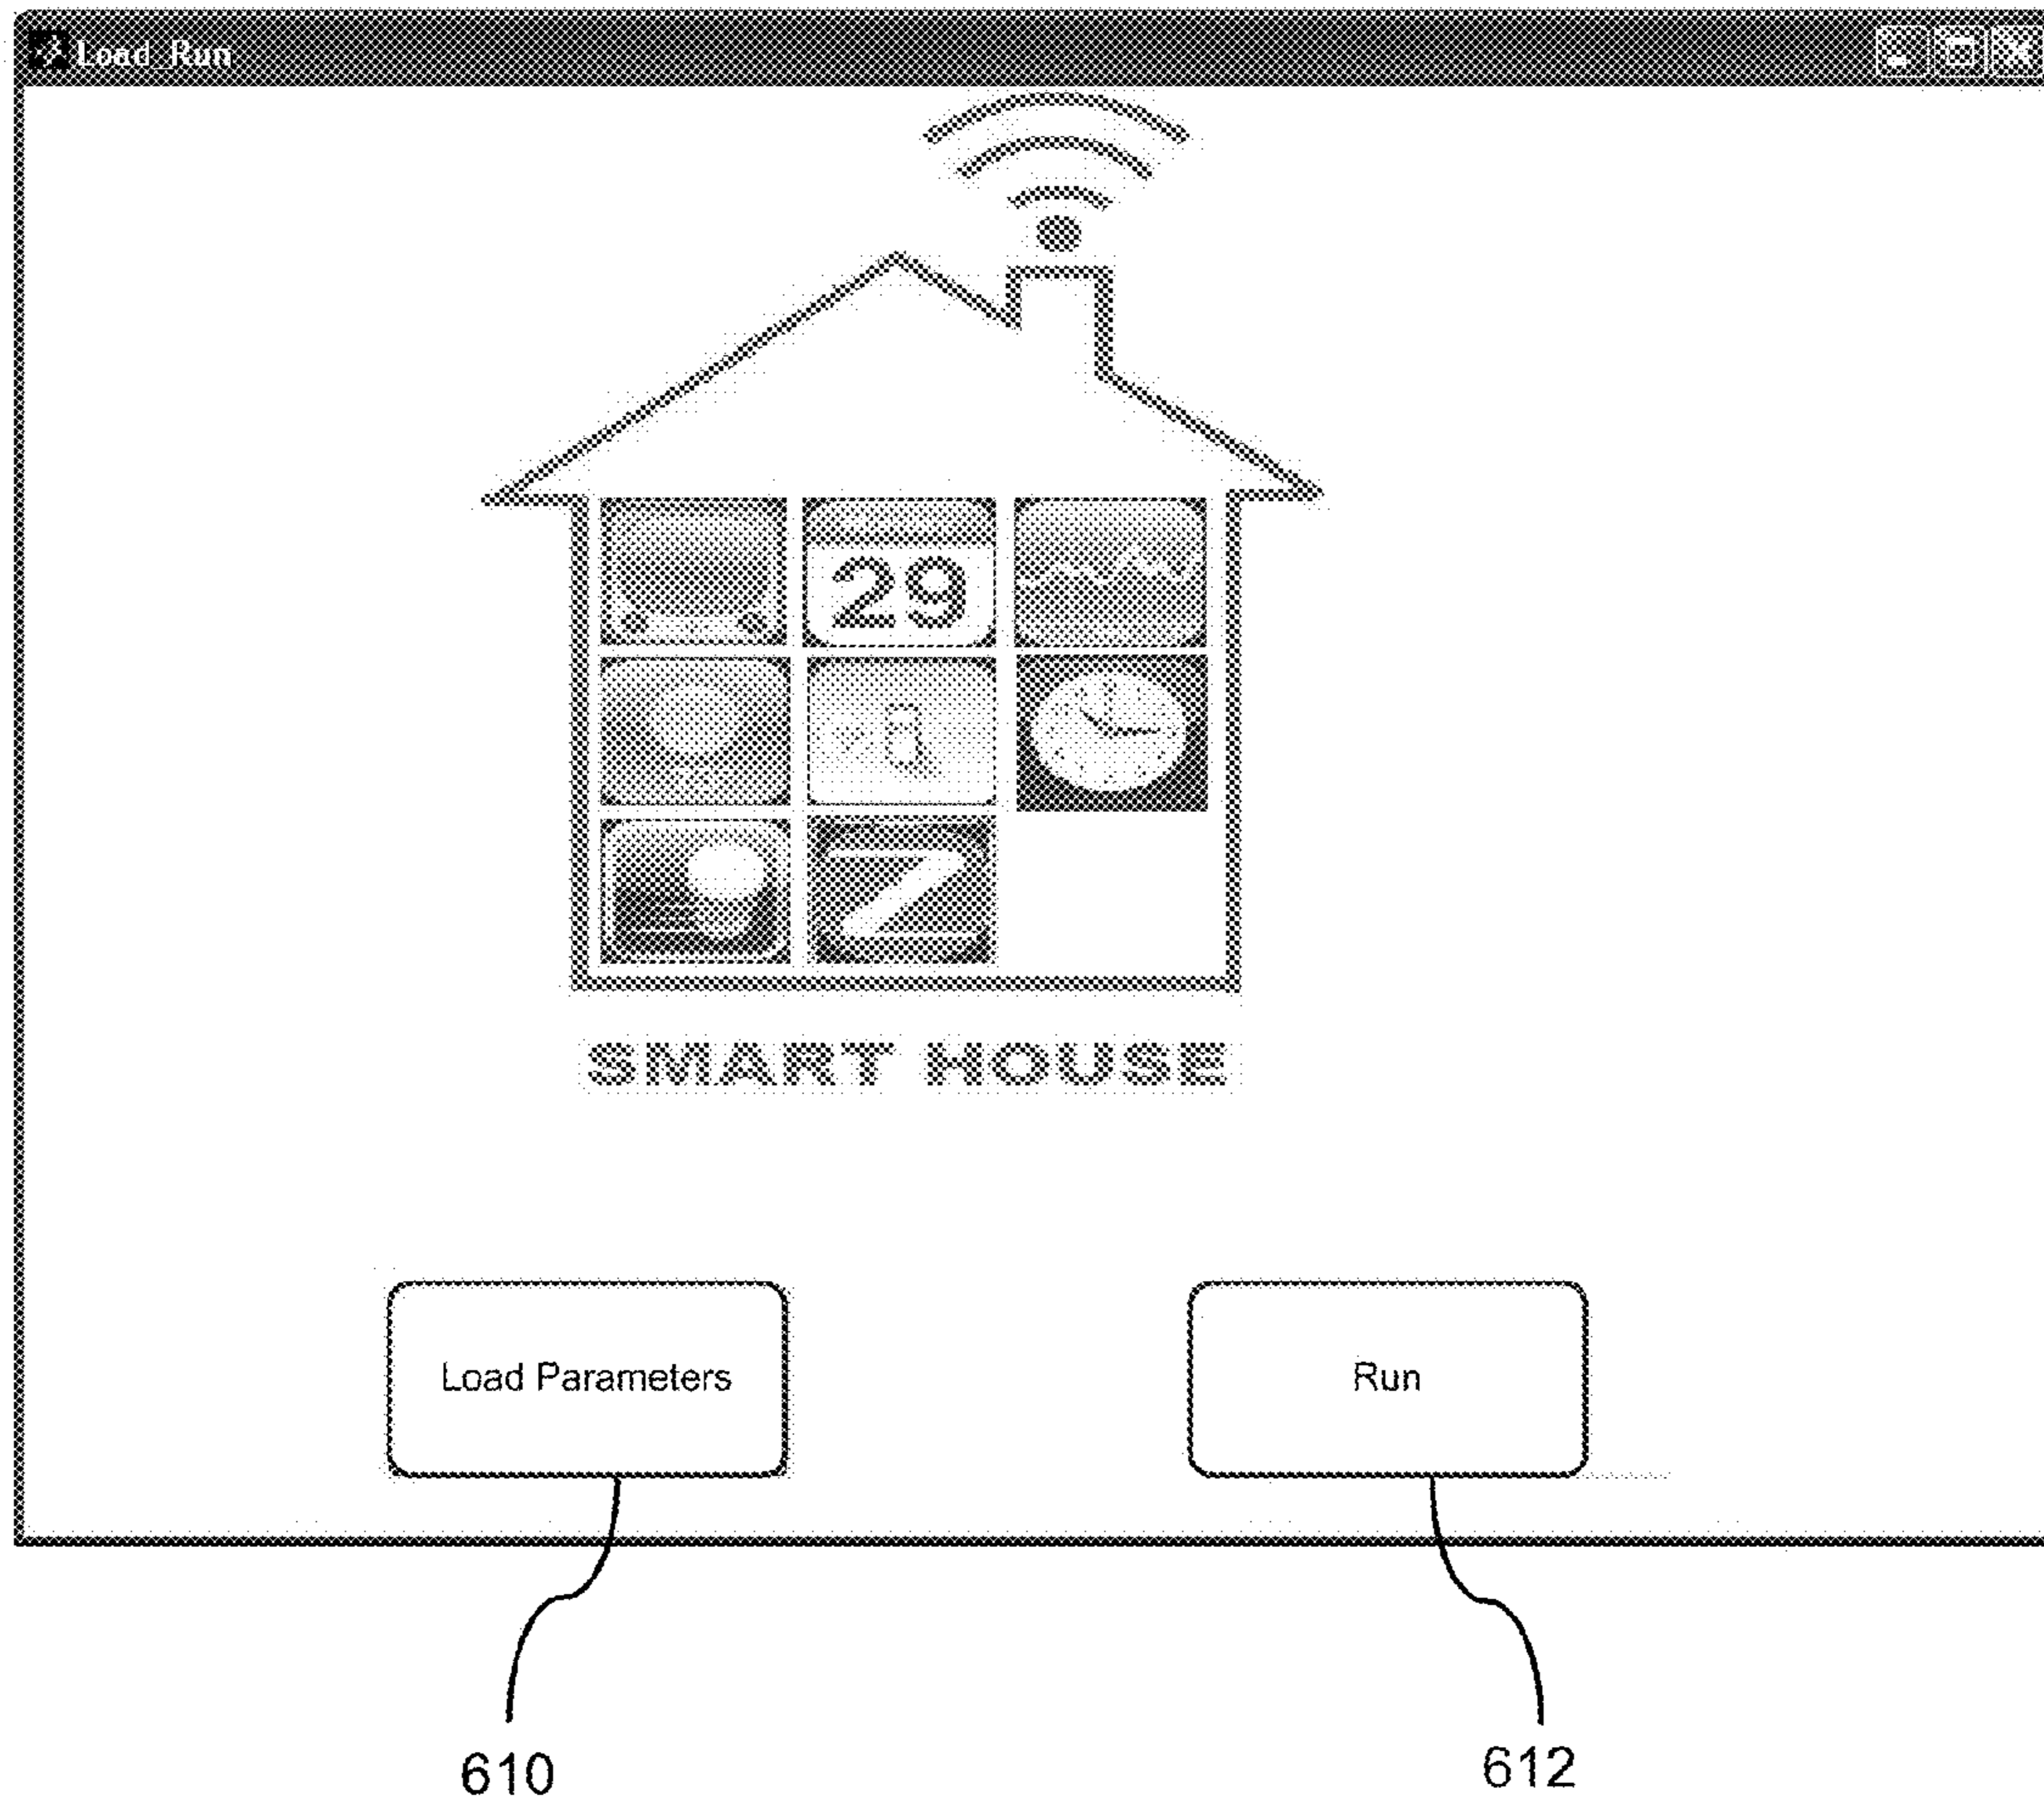 Load_Run
29
SMART HOUSE
Load Parameters
Run
610
612